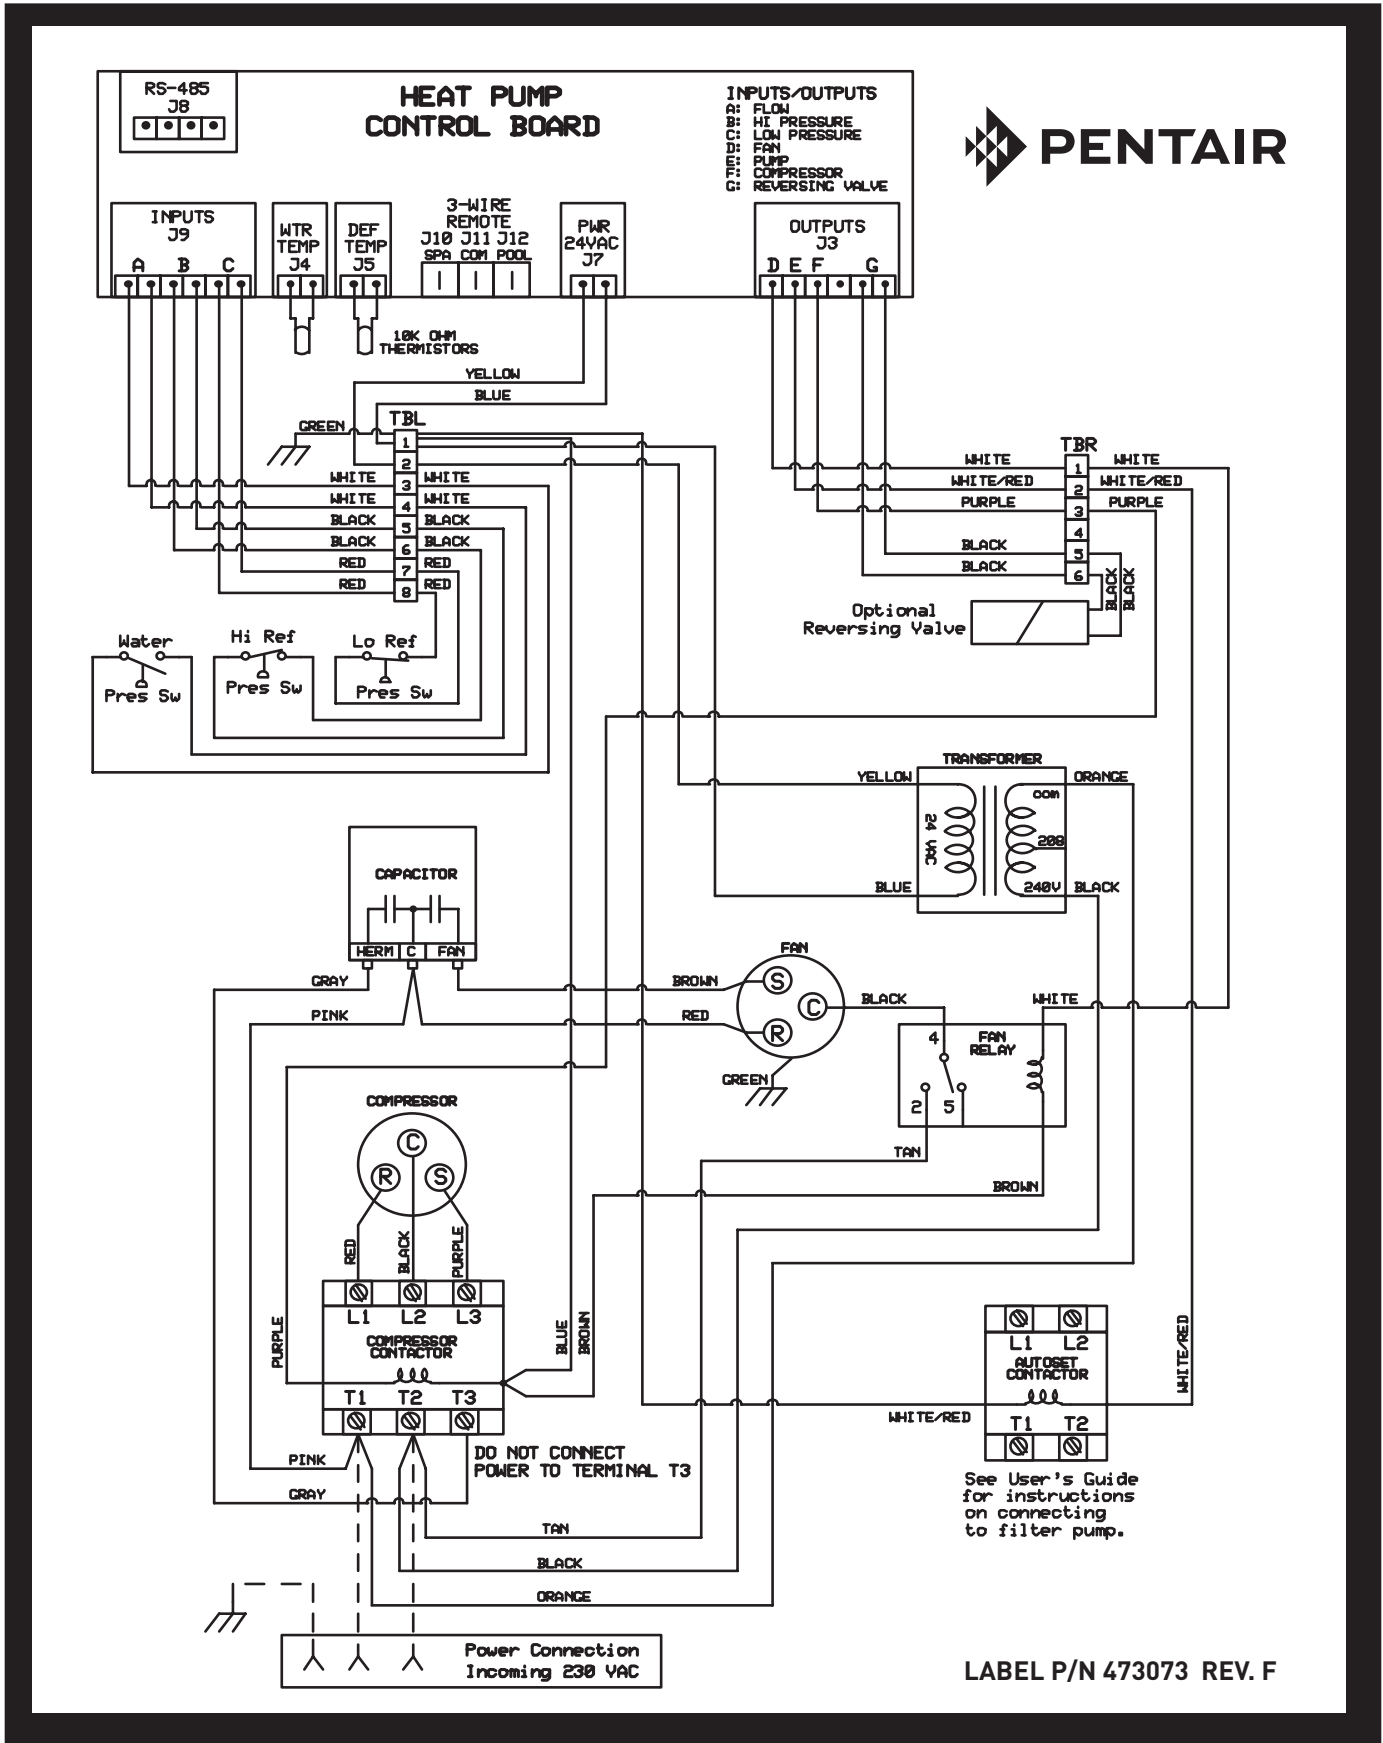 RS-485
J8
HEAT PUMP
CONTROL BOARD
INPUTS/OUTPUTS
A: FLOW
B: HI PRESSURE
C: LOW PRESSURE
D: FAN
E: PUMP
F: COMPRESSOR
G: REVERSING VALVE
PENTAIR
INPUTS
J9
A B C
WTR
TEMP
J4
DEF
TEMP
J5
3-WIRE
REMOTE
J10 J11 J12
SPA COM POOL
PWR
24VAC
J7
OUTPUTS
J3
D E F G
10K OHM
THERMISTORS
YELLOW
BLUE
GREEN
TBL
1
2
WHITE 3 WHITE
WHITE 4 WHITE
BLACK 5 BLACK
BLACK 6 BLACK
RED 7 RED
RED 8 RED
TBR
WHITE 1 WHITE
WHITE/RED 2 WHITE/RED
PURPLE 3 PURPLE
4
BLACK 5
BLACK 6
BLACK
BLACK
Optional
Reversing Valve
Water
Pres Sw
Hi Ref
Pres Sw
Lo Ref
Pres Sw
TRANSFORMER
YELLOW
ORANGE
com
24 VAC
208
BLUE
240V
BLACK
CAPACITOR
HERM C FAN
GRAY
PINK
BROWN
RED
FAN
S
C
R
GREEN
BLACK
WHITE
4
FAN
RELAY
2 5
TAN
BROWN
COMPRESSOR
C
R S
RED
BLACK
PURPLE
L1 L2 L3
COMPRESSOR
CONTACTOR
T1 T2 T3
PURPLE
BLUE
BROWN
DO NOT CONNECT
POWER TO TERMINAL T3
PINK
GRAY
TAN
BLACK
ORANGE
L1 L2
AUTOSET
CONTACTOR
T1 T2
WHITE/RED
WHITE/RED
See User's Guide
for instructions
on connecting
to filter pump.
Power Connection
Incoming 230 VAC
LABEL P/N 473073 REV. F